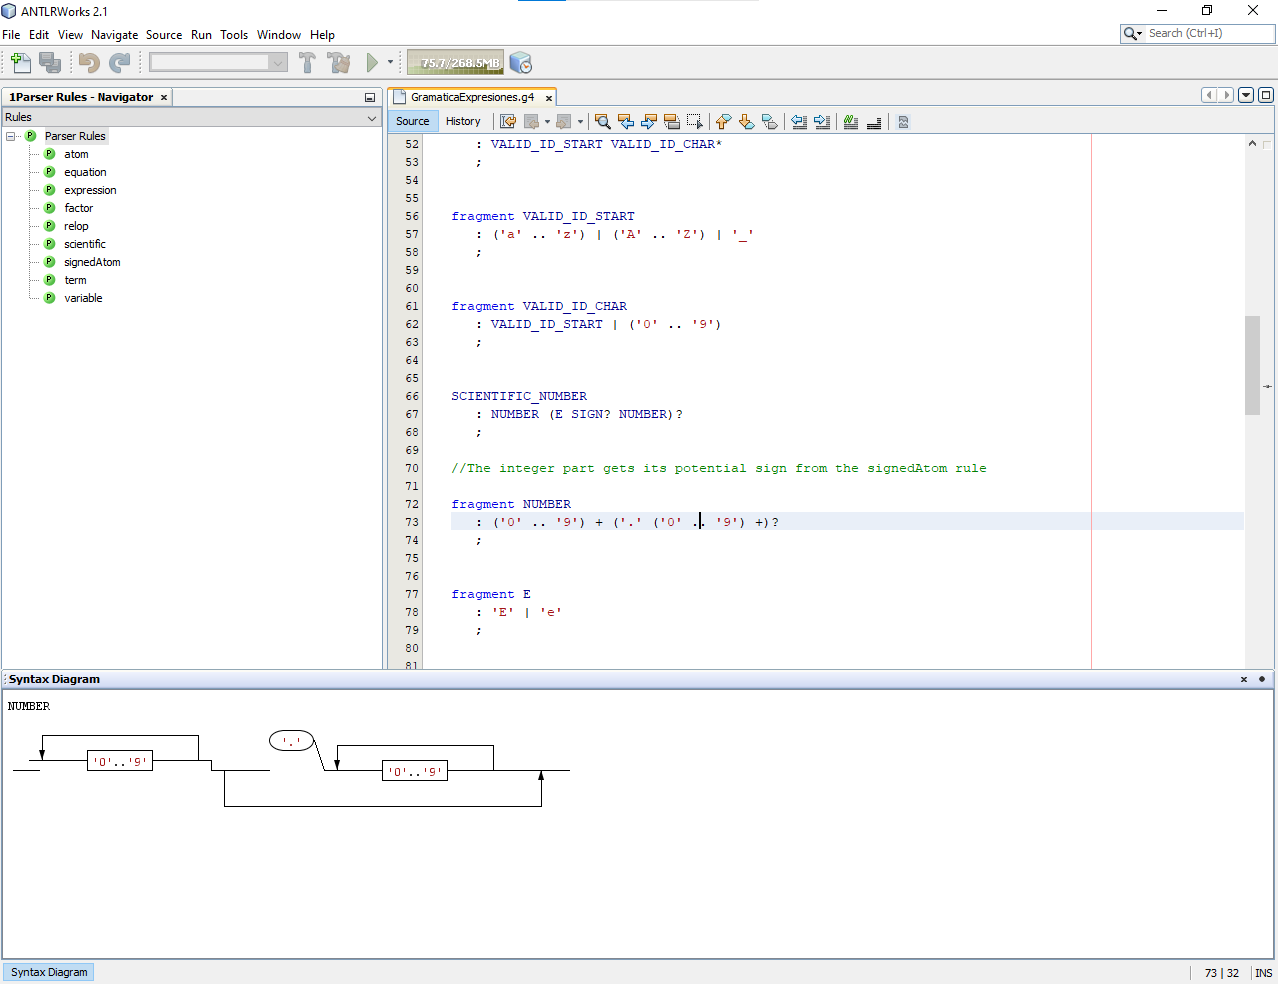 ANTLRWorks 2.1
File Edit View Navigate Source Run Tools Window Help
Search (Ctrl+I)
75.7/268.5MB
1Parser Rules - Navigator
Rules
Parser Rules
atom
equation
expression
factor
relop
scientific
signedAtom
term
variable
GramaticaExpresiones.g4
Source History
52 : VALID_ID_START VALID_ID_CHAR*
53 ;
54
55
56 fragment VALID_ID_START
57 : ('a' .. 'z') | ('A' .. 'Z') | '_'
58 ;
59
60
61 fragment VALID_ID_CHAR
62 : VALID_ID_START | ('0' .. '9')
63 ;
64
65
66 SCIENTIFIC_NUMBER
67 : NUMBER (E SIGN? NUMBER)?
68 ;
69
70 //The integer part gets its potential sign from the signedAtom rule
71
72 fragment NUMBER
73 : ('0' .. '9') + ('.' ('0' .. '9') +)?
74 ;
75
76
77 fragment E
78 : 'E' | 'e'
79 ;
80
81
Syntax Diagram
NUMBER
'0'..'9'
'.'
'0'..'9'
Syntax Diagram
73 | 32 INS